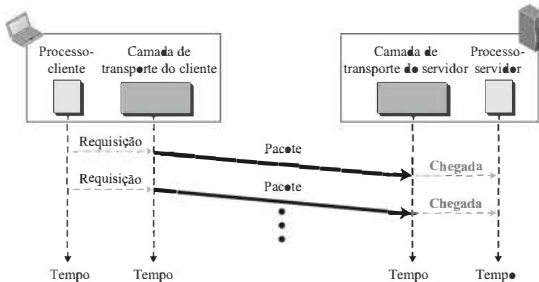 Processo-
cliente
Camada de
transporte do cliente
Camada de
transporte do servidor
Processo-
servidor
Requisição
Pacote
Chegada
Requisição
Pacote
Chegada
Tempo
Tempo
Tempo
Tempo